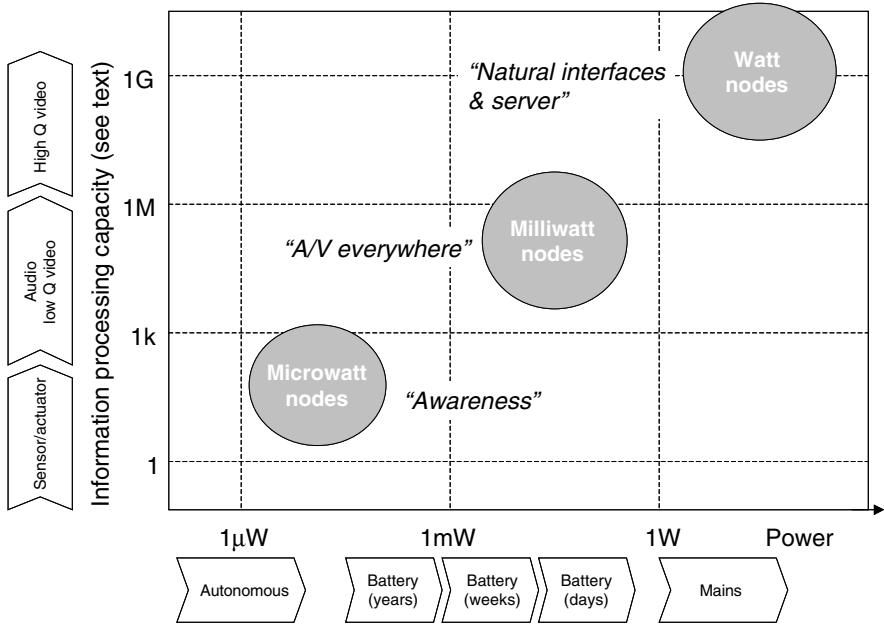 High Q video
Audio
low Q video
Sensor/actuator
Information processing capacity (see text)
1G
1M
1k
1
“Natural interfaces
& server”
Watt
nodes
“A/V everywhere”
Milliwatt
nodes
Microwatt
nodes
“Awareness”
1μW
1mW
1W
Power
Autonomous
Battery
(years)
Battery
(weeks)
Battery
(days)
Mains